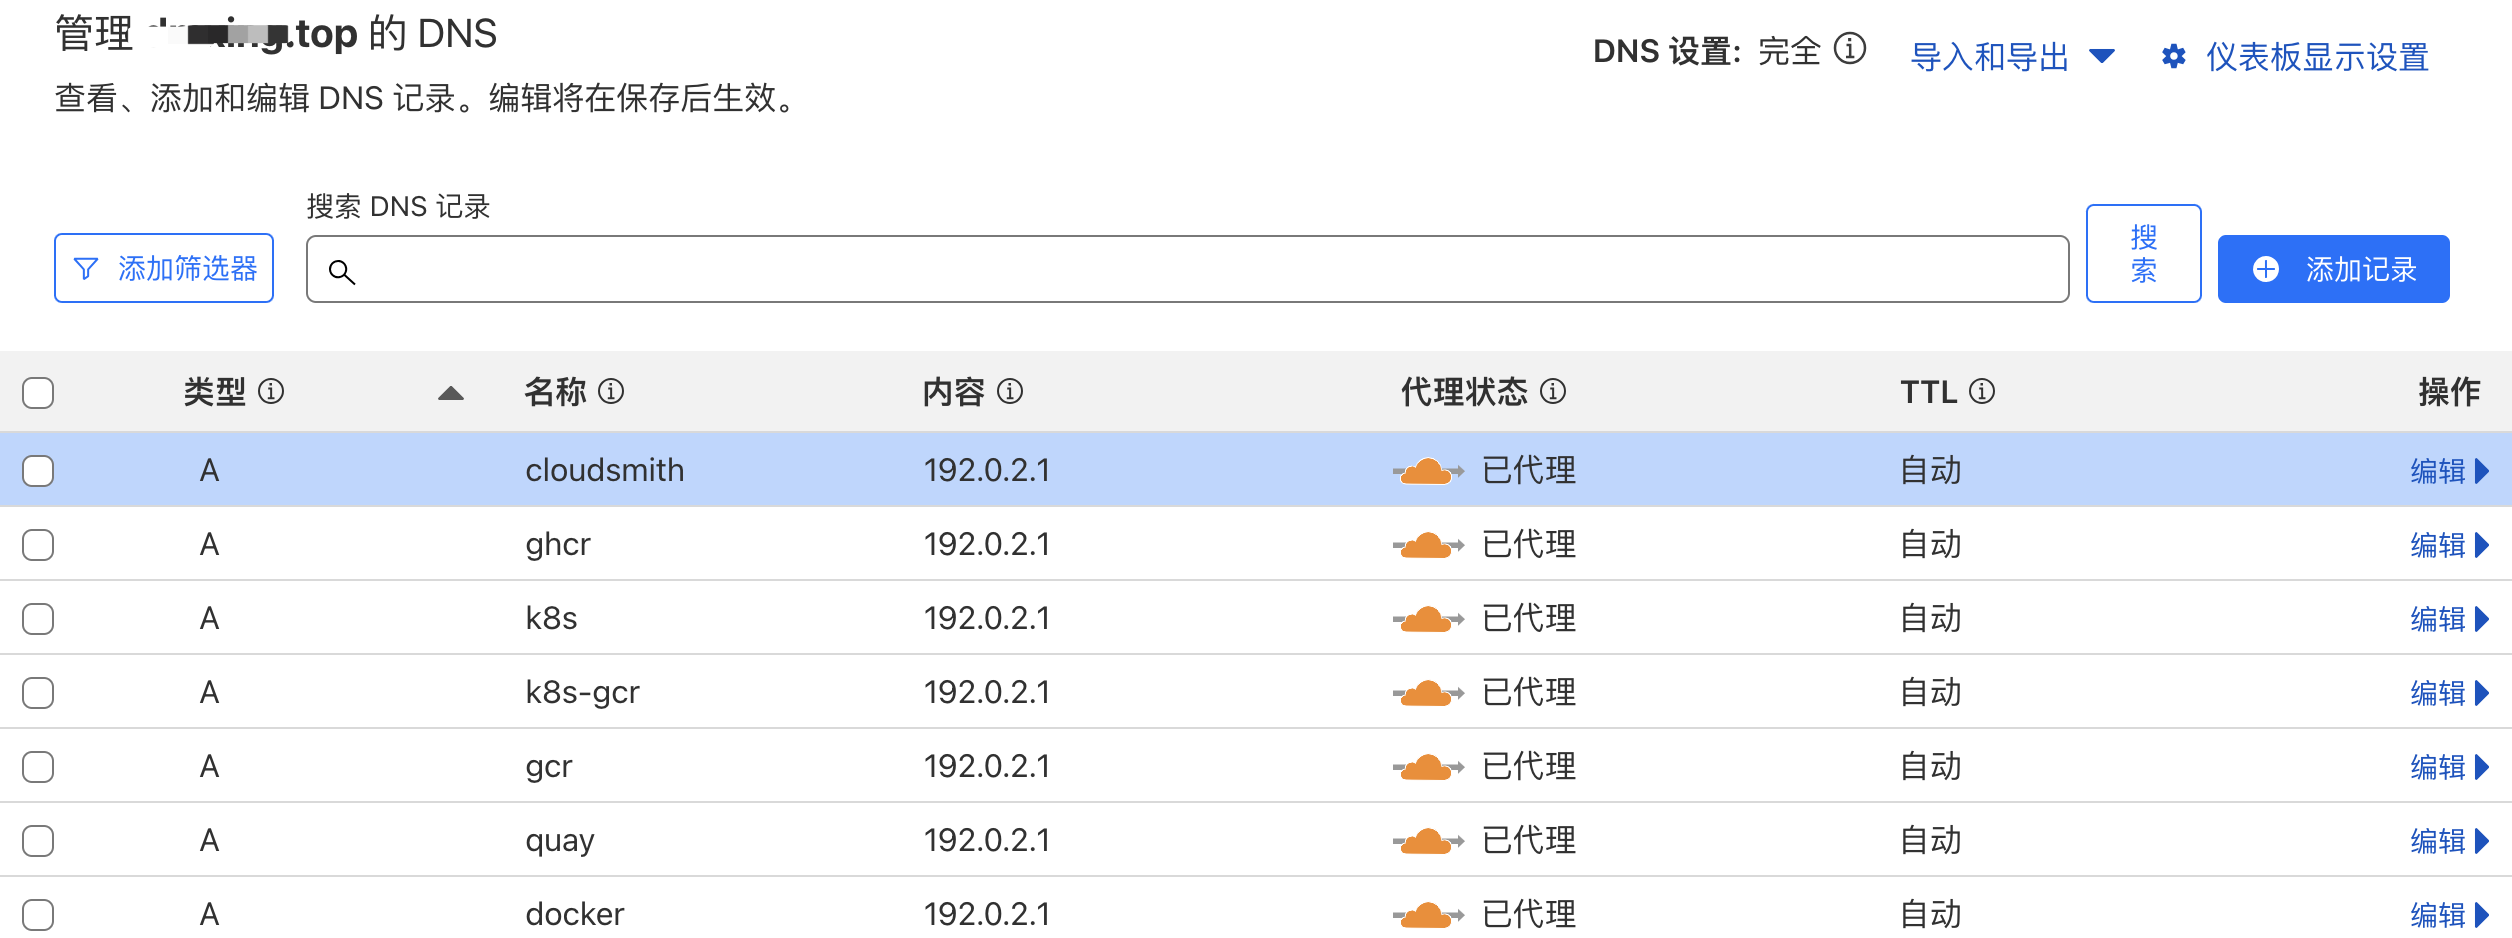 管理 .top 的 DNS
查看、添加和编辑 DNS 记录。编辑将在保存后生效。
DNS 设置: 完全
导入和导出
仪表板显示设置
搜索 DNS 记录
添加筛选器
搜索
添加记录
类型 名称 内容 代理状态 TTL 操作
A cloudsmith 192.0.2.1 已代理 自动 编辑
A ghcr 192.0.2.1 已代理 自动 编辑
A k8s 192.0.2.1 已代理 自动 编辑
A k8s-gcr 192.0.2.1 已代理 自动 编辑
A gcr 192.0.2.1 已代理 自动 编辑
A quay 192.0.2.1 已代理 自动 编辑
A docker 192.0.2.1 已代理 自动 编辑